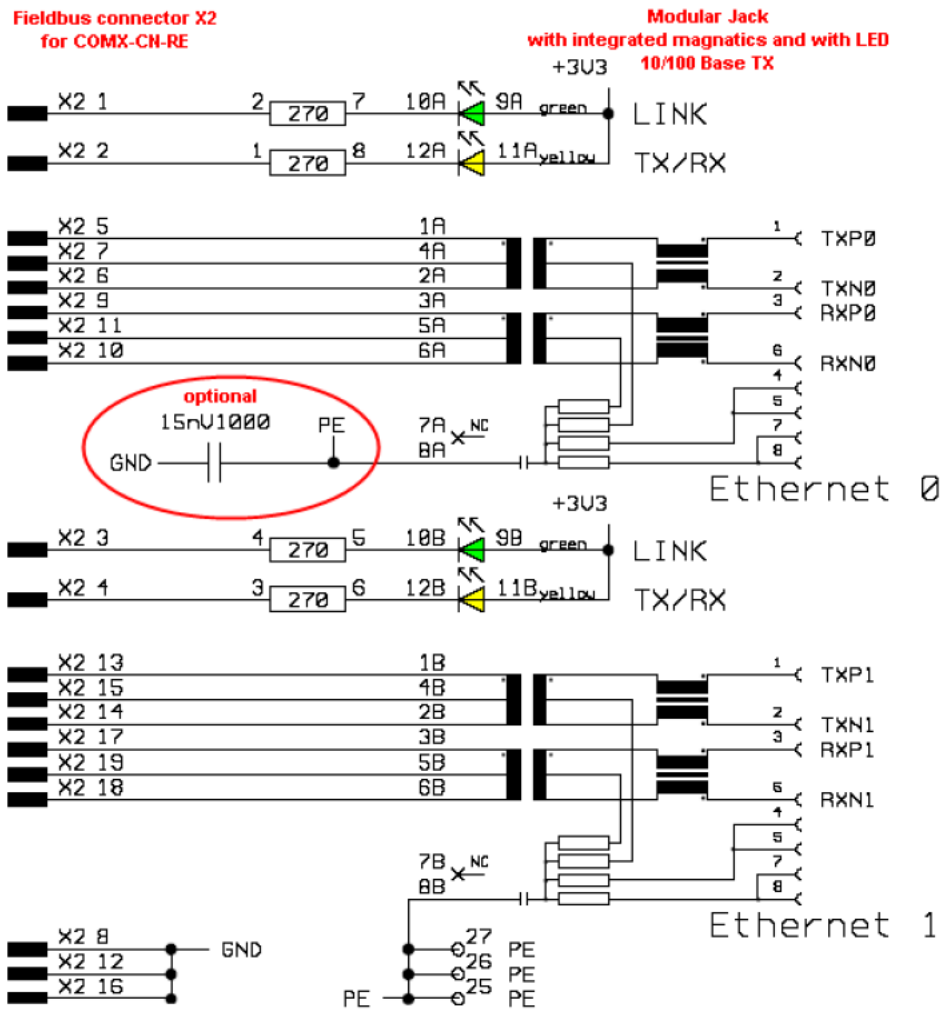 Fieldbus connector X2
for COMX-CN-RE
Modular Jack
with integrated magnatics and with LED
10/100 Base TX
+3V3
X2 1 2 270 7 10A 9A green LINK
X2 2 1 270 8 12A 11A yellow TX/RX
X2 5 1A 1 TXP0
X2 7 4A
X2 6 2A 2 TXN0
X2 9 3A 3 RXP0
X2 11 5A
X2 10 6A 6 RXN0
4
optional
5
15nV1000 PE 7A NC 7
GND 8A 8
Ethernet 0
+3V3
X2 3 4 270 5 10B 9B green LINK
X2 4 3 270 6 12B 11B yellow TX/RX
X2 13 1B 1 TXP1
X2 15 4B
X2 14 2B 2 TXN1
X2 17 3B 3 RXP1
X2 19 5B
X2 18 6B 6 RXN1
4
5
7B NC 7
8B 8
Ethernet 1
X2 8 GND 27 PE
X2 12 26 PE
X2 16 PE 25 PE